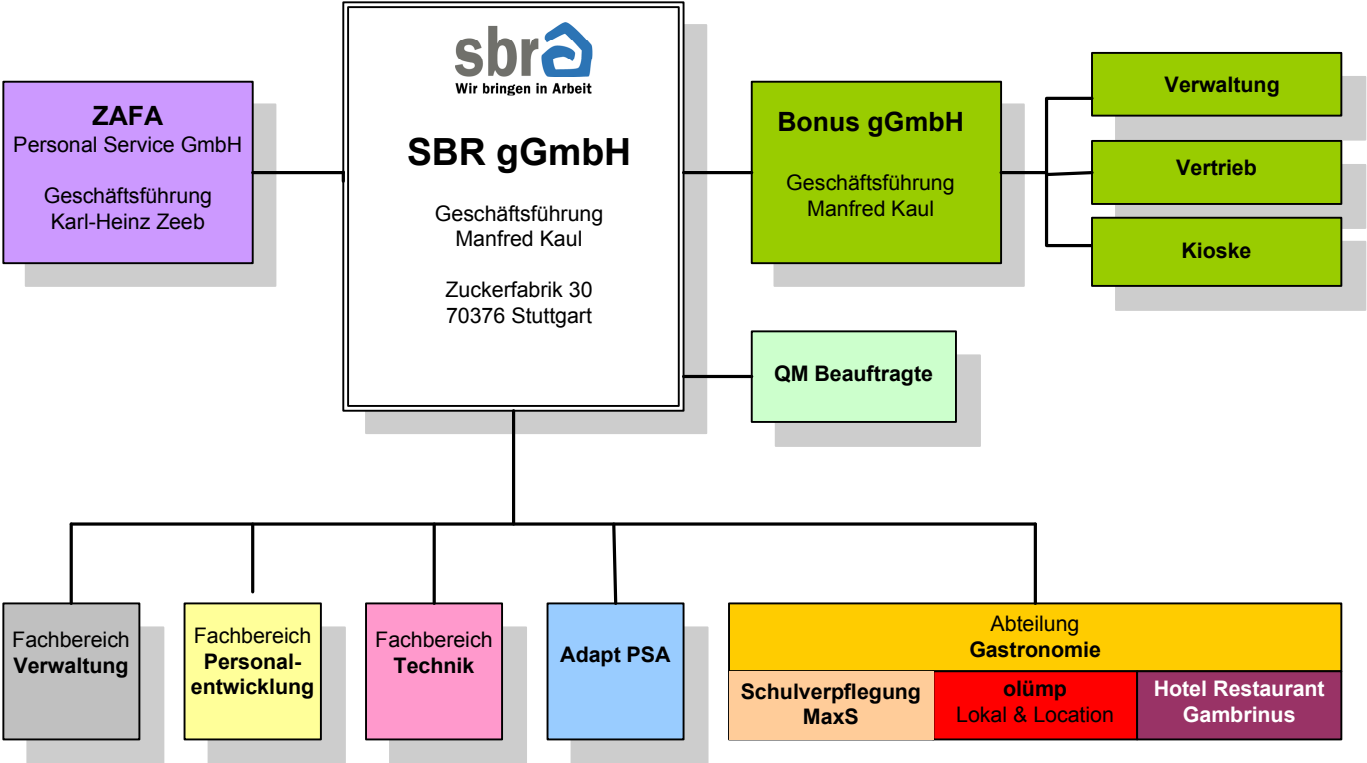 sbr
Wir bringen in Arbeit
SBR gGmbH
Geschäftsführung
Manfred Kaul
Zuckerfabrik 30
70376 Stuttgart
ZAFA
Personal Service GmbH
Geschäftsführung
Karl-Heinz Zeeb
Bonus gGmbH
Geschäftsführung
Manfred Kaul
Verwaltung
Vertrieb
Kioske
QM Beauftragte
Fachbereich
Verwaltung
Fachbereich
Personal-
entwicklung
Fachbereich
Technik
Adapt PSA
Abteilung
Gastronomie
Schulverpflegung
MaxS
olümp
Lokal & Location
Hotel Restaurant
Gambrinus